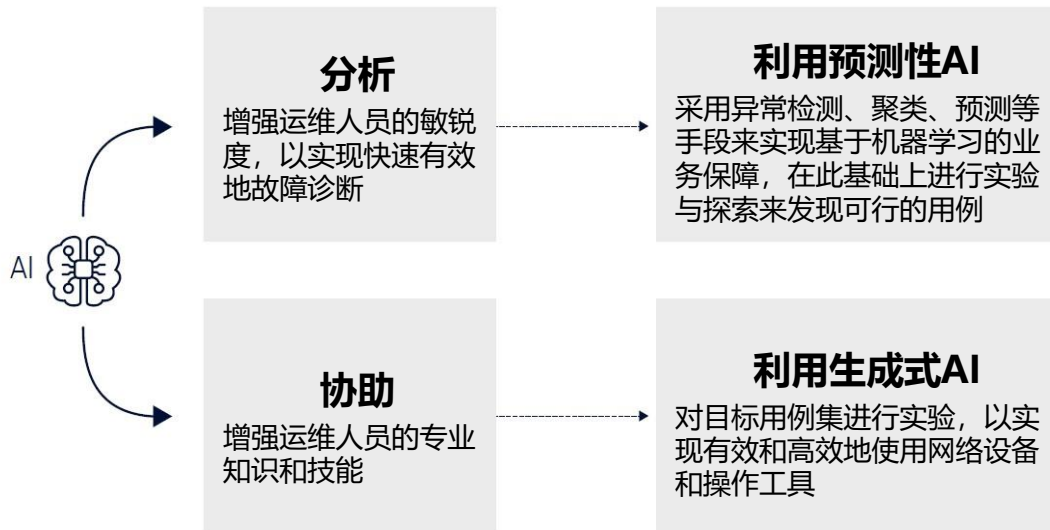 AI
分析
增强运维人员的敏锐
度，以实现快速有效
地故障诊断
利用预测性AI
采用异常检测、聚类、预测等
手段来实现基于机器学习的业
务保障，在此基础上进行实验
与探索来发现可行的用例
协助
增强运维人员的专业
知识和技能
利用生成式AI
对目标用例集进行实验，以实
现有效和高效地使用网络设备
和操作工具